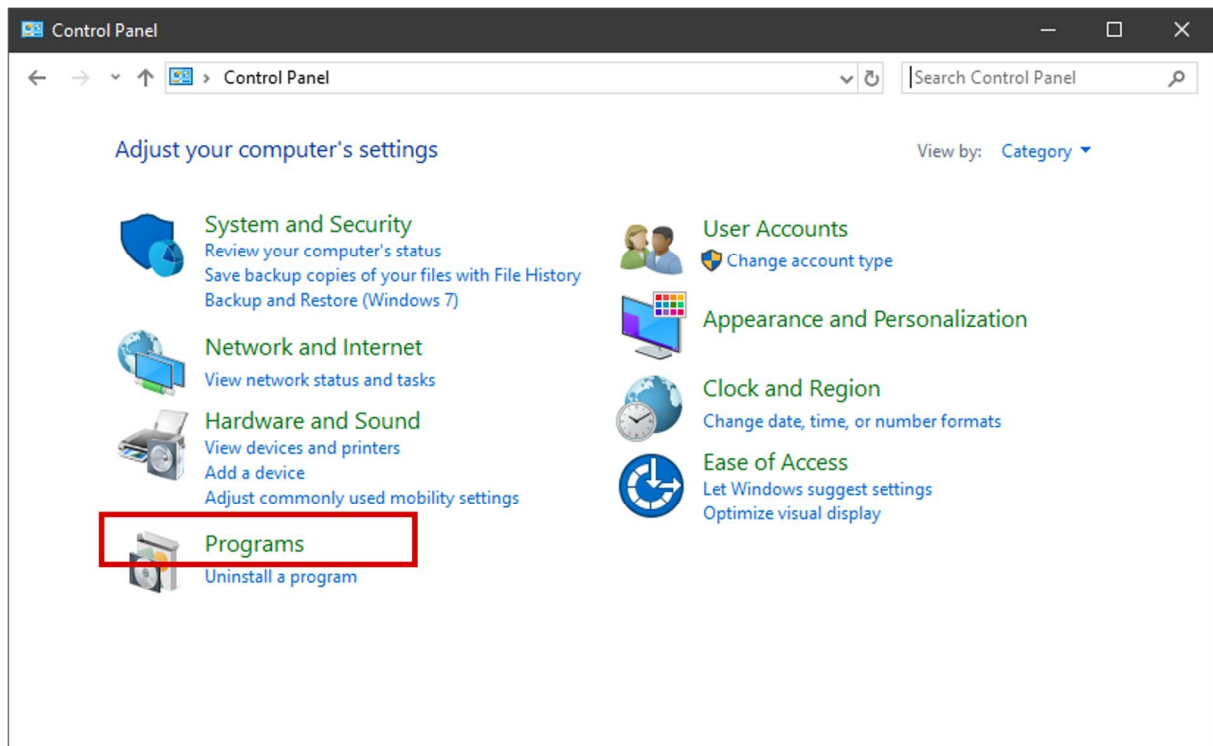 Control Panel
Control Panel
Search Control Panel
Adjust your computer's settings
View by: Category
System and Security
Review your computer's status
Save backup copies of your files with File History
Backup and Restore (Windows 7)
Network and Internet
View network status and tasks
Hardware and Sound
View devices and printers
Add a device
Adjust commonly used mobility settings
Programs
Uninstall a program
User Accounts
Change account type
Appearance and Personalization
Clock and Region
Change date, time, or number formats
Ease of Access
Let Windows suggest settings
Optimize visual display